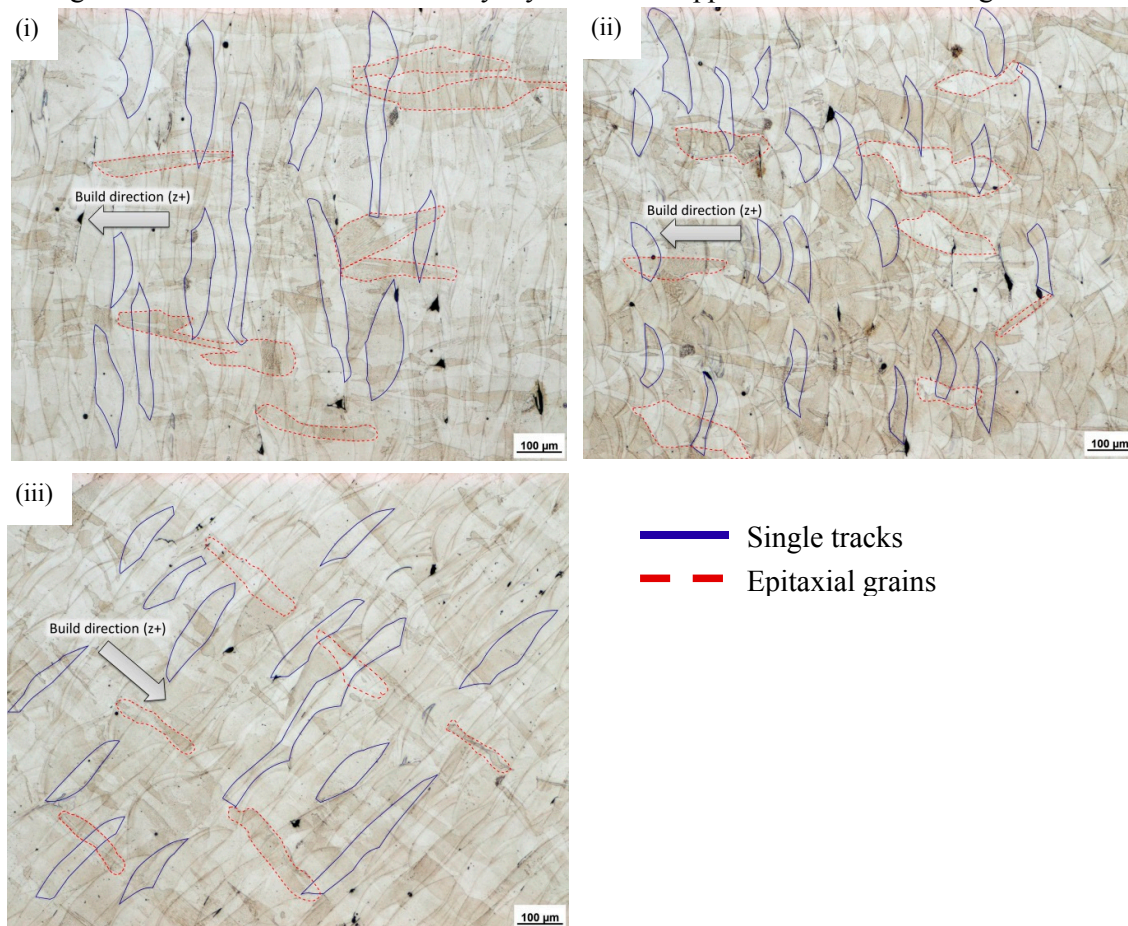 (i)
Build direction (z+)
100 µm
(ii)
Build direction (z+)
100 µm
(iii)
Build direction (z+)
100 µm
Single tracks
Epitaxial grains